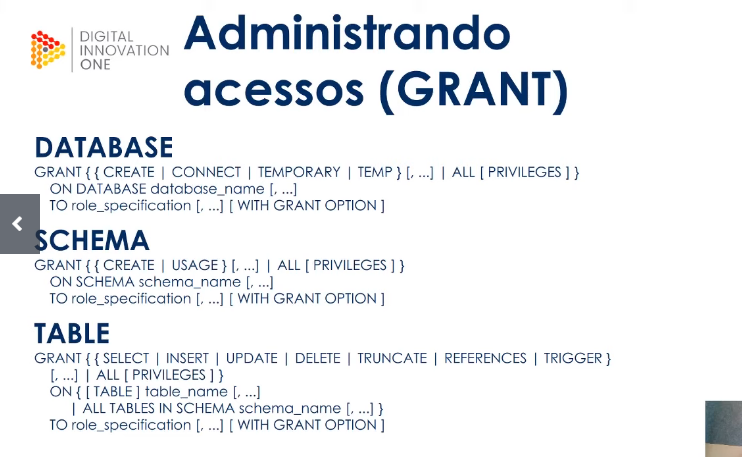 DIGITAL
INNOVATION
ONE
Administrando
acessos (GRANT)
DATABASE
GRANT { { CREATE | CONNECT | TEMPORARY | TEMP } [, ...] | ALL [ PRIVILEGES ] }
ON DATABASE database_name [, ...]
TO role_specification [, ...] [ WITH GRANT OPTION ]
SCHEMA
GRANT { { CREATE | USAGE } [, ...] | ALL [ PRIVILEGES ] }
ON SCHEMA schema_name [, ...]
TO role_specification [, ...] [ WITH GRANT OPTION ]
TABLE
GRANT { { SELECT | INSERT | UPDATE | DELETE | TRUNCATE | REFERENCES | TRIGGER }
[, ...] | ALL [ PRIVILEGES ] }
ON { [ TABLE ] table_name [, ...]
| ALL TABLES IN SCHEMA schema_name [, ...] }
TO role_specification [, ...] [ WITH GRANT OPTION ]